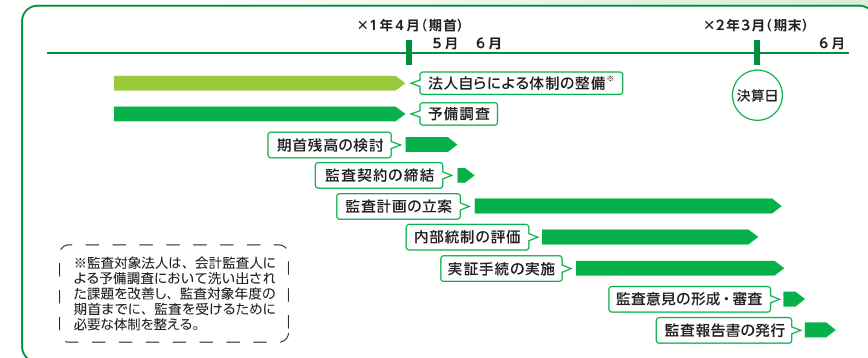 ×1年4月(期首)
×2年3月(期末)
5月 6月
6月
法人自らによる体制の整備※
決算日
予備調査
期首残高の検討
監査契約の締結
監査計画の立案
内部統制の評価
実証手続の実施
監査意見の形成・審査
監査報告書の発行
※監査対象法人は、会計監査人に
よる予備調査において洗い出され
た課題を改善し、監査対象年度の
期首までに、監査を受けるために
必要な体制を整える。